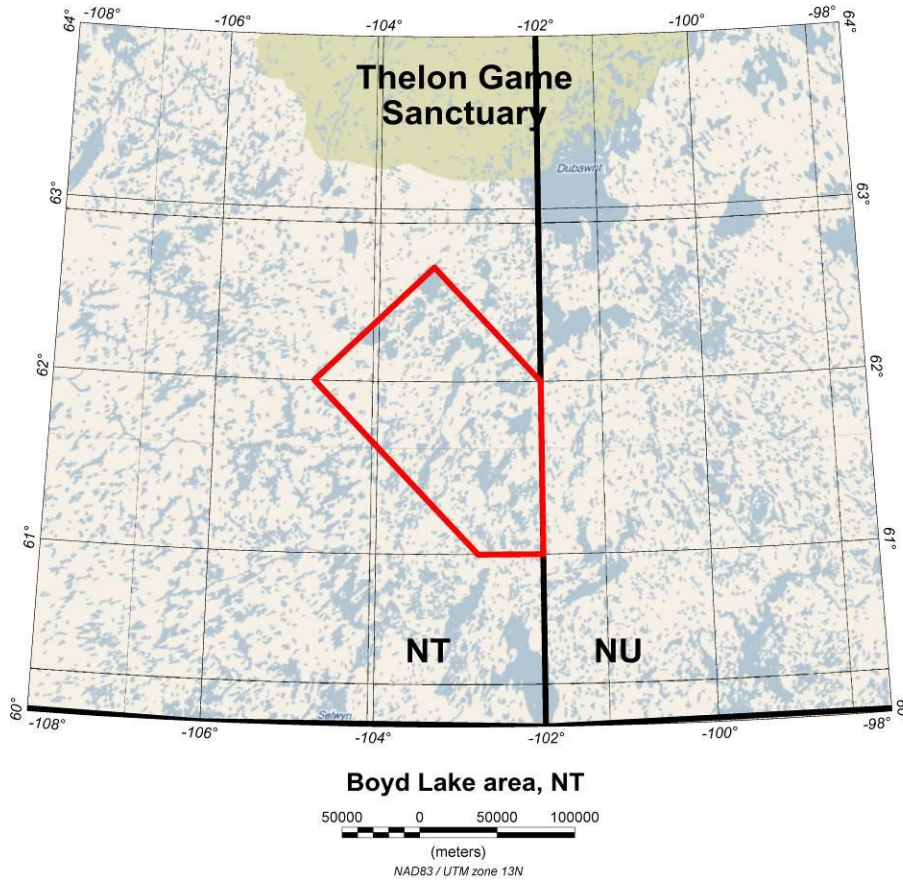 -108° -106° -104° -102° -100° -98°
64° 64°
Thelon Game
Sanctuary
Dubawnt
63° 63°
62° 62°
61° 61°
NT NU
60° 60
Selwyn
-108° -106° -104° -102° -100° -98°
Boyd Lake area, NT
50000 0 50000 100000
(meters)
NAD83 / UTM zone 13N